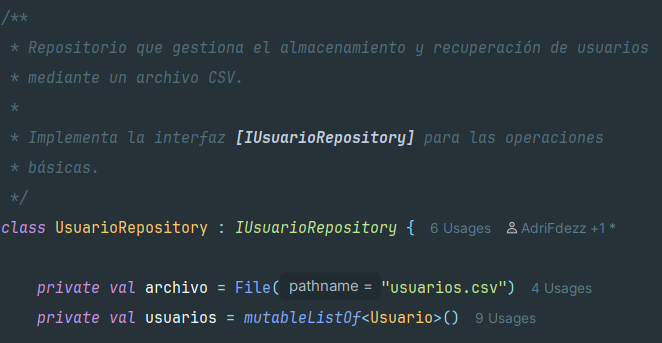 /**
* Repositorio que gestiona el almacenamiento y recuperación de usuarios
* mediante un archivo CSV.
*
* Implementa la interfaz [IUsuarioRepository] para las operaciones
* básicas.
*/
class UsuarioRepository : IUsuarioRepository { 6 Usages AdriFdezz +1 *
private val archivo = File( pathname = "usuarios.csv") 4 Usages
private val usuarios = mutableListOf<Usuario>() 9 Usages